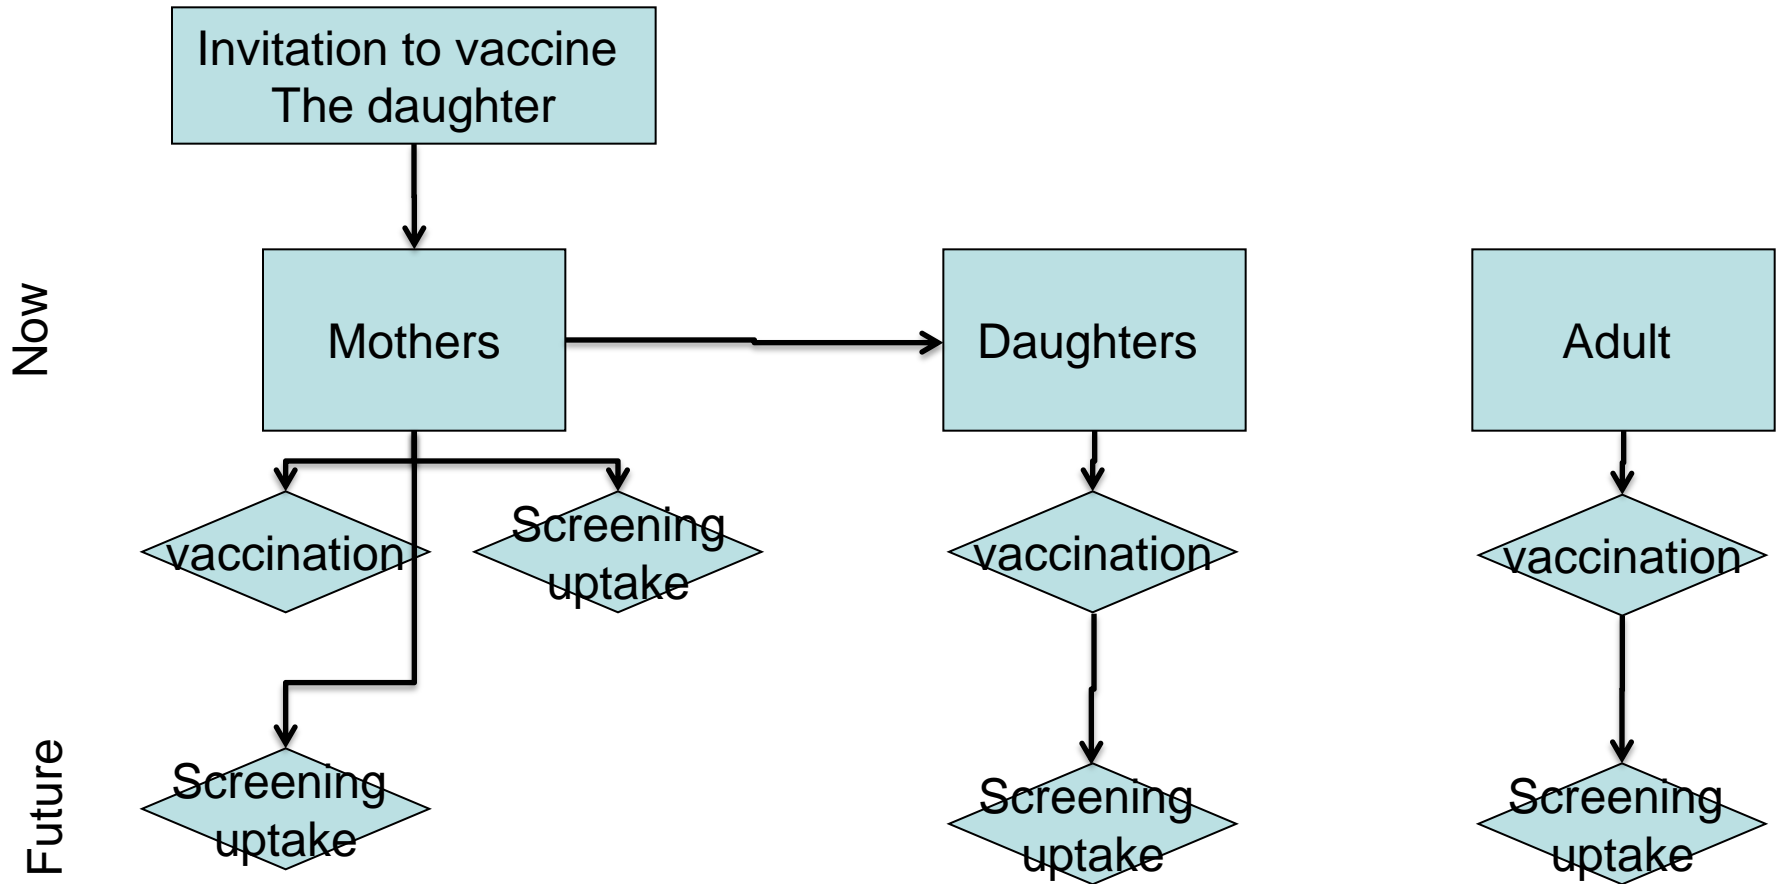 Invitation to vaccine
The daughter
Now
Mothers
Daughters
Adult
vaccination
Screening
uptake
vaccination
vaccination
Future
Screening
uptake
Screening
uptake
Screening
uptake